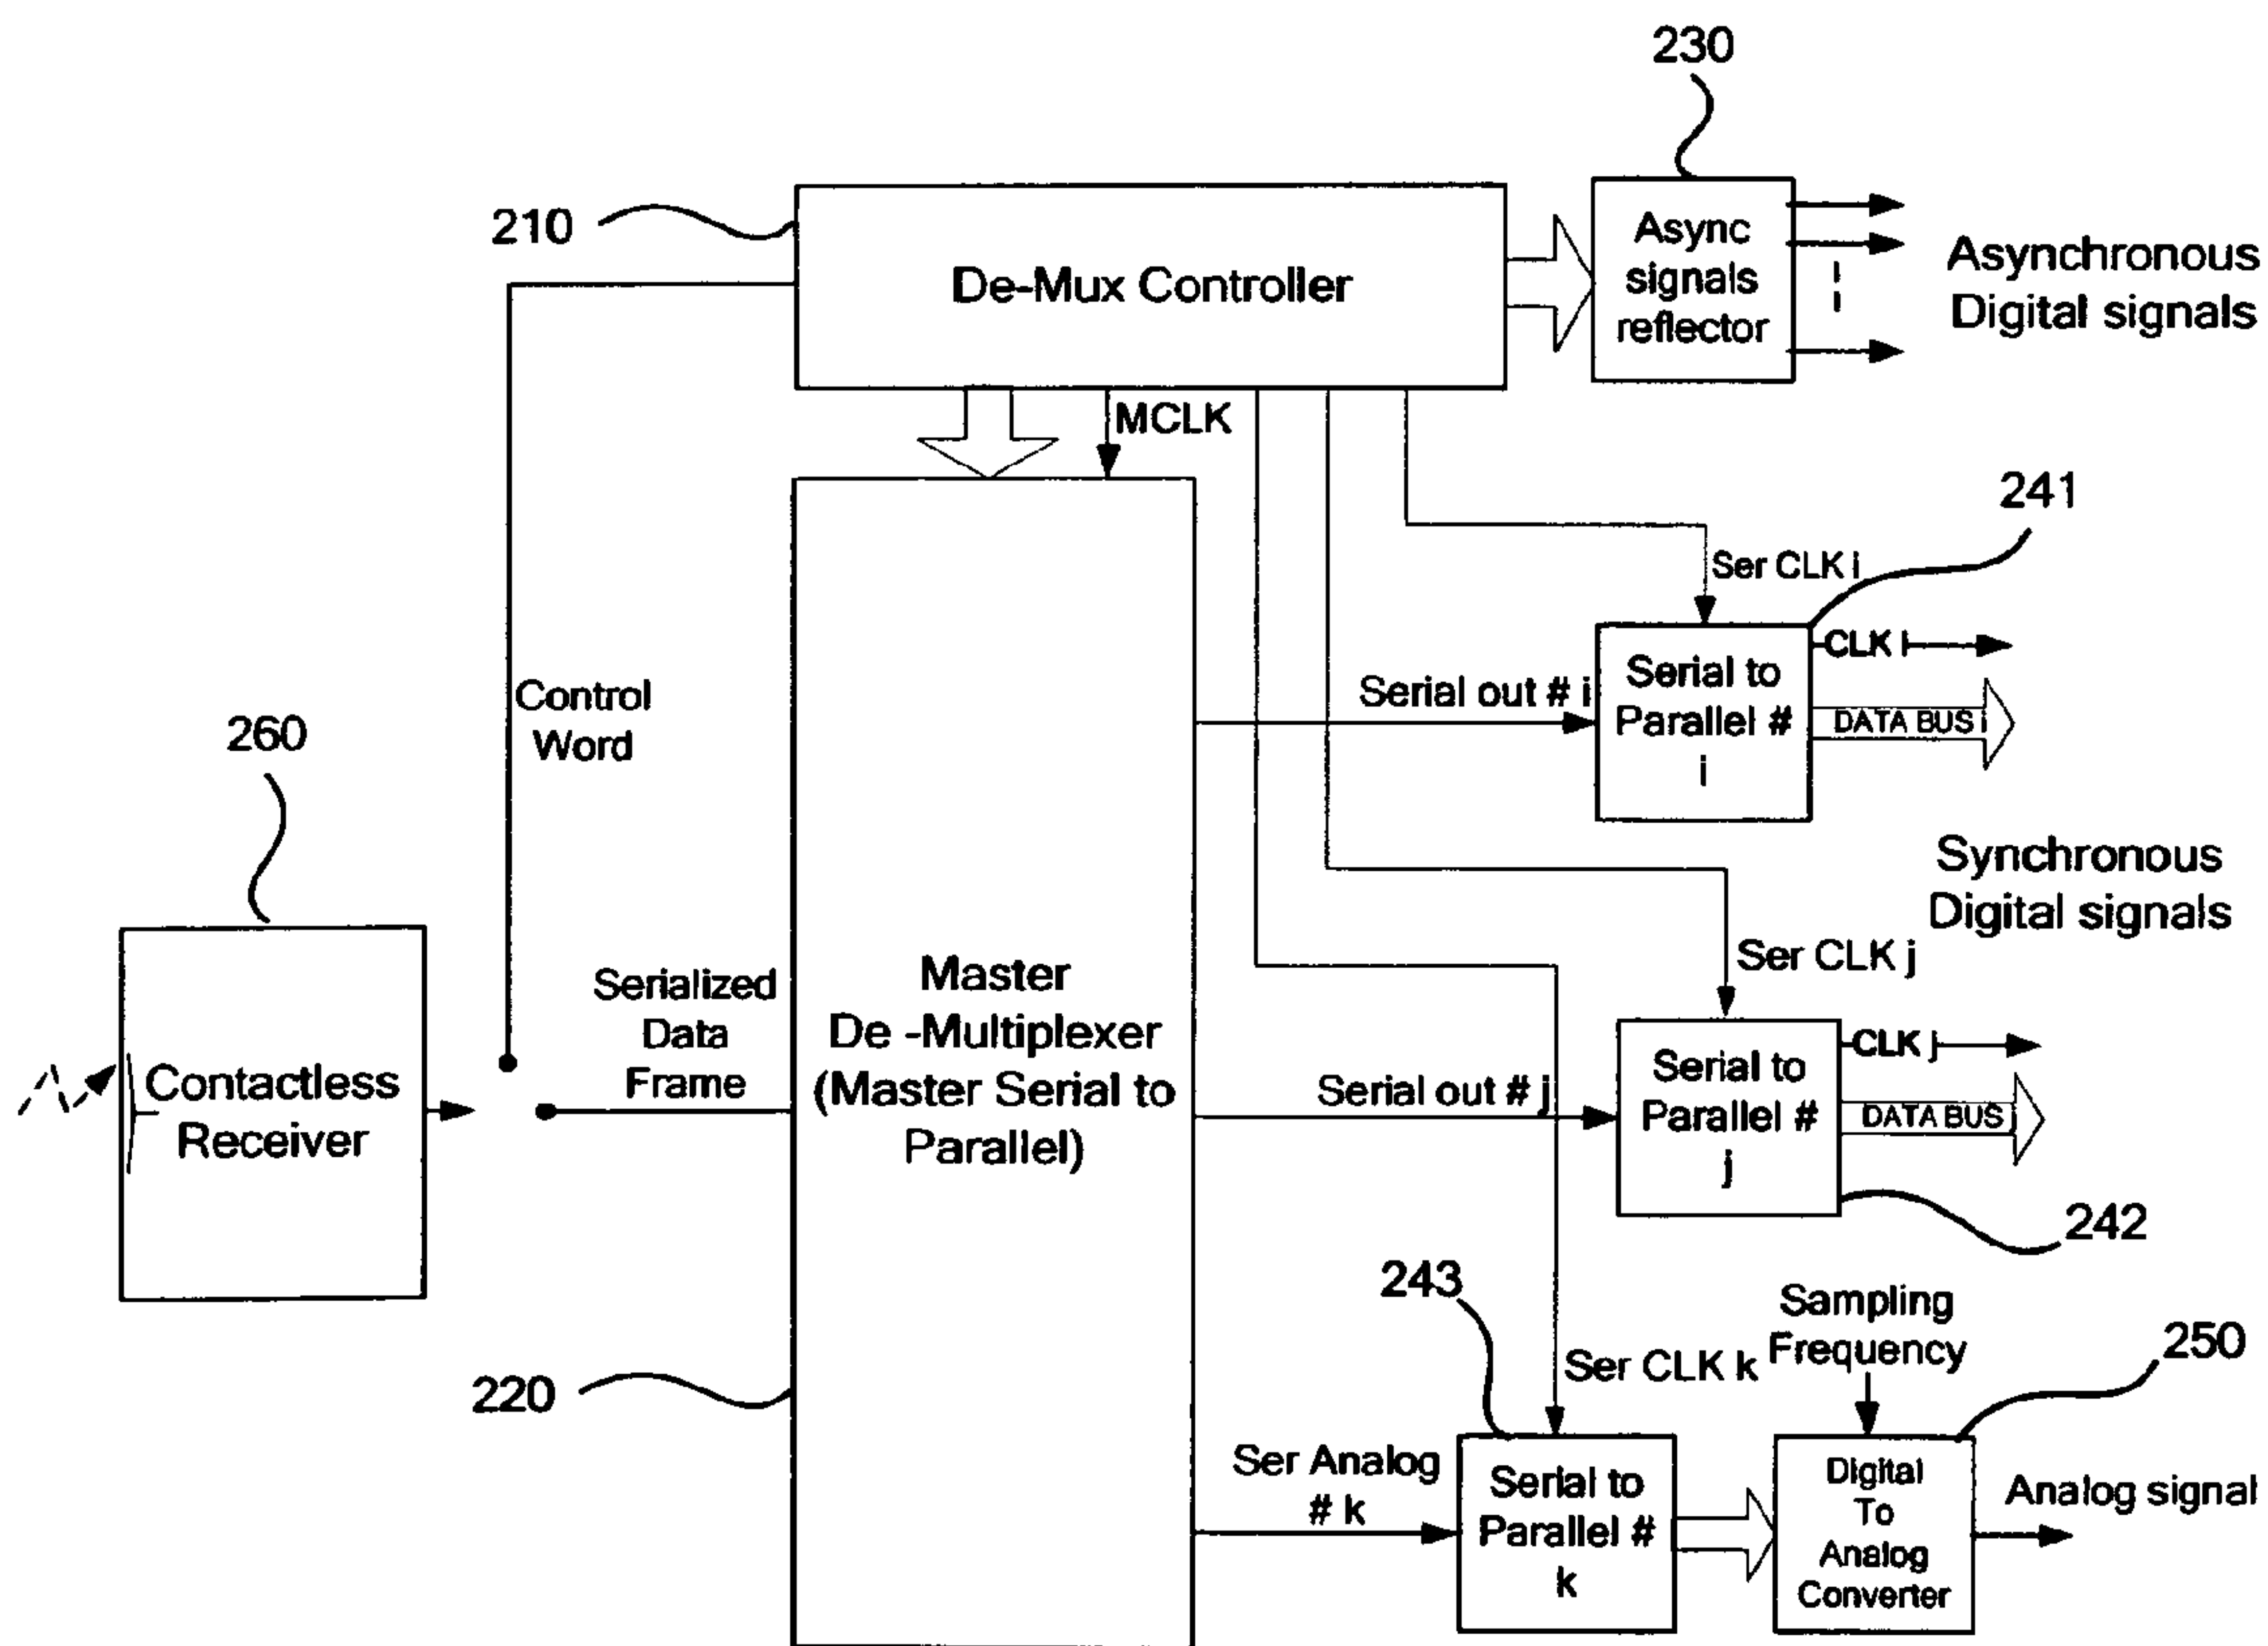 230
210
De-Mux Controller
Async
signals
reflector
Asynchronous
Digital signals
MCLK
241
Ser CLK i
CLK i
Serial out # i
Serial to
Parallel #
i
DATA BUS i
Control
Word
260
Synchronous
Digital signals
Ser CLK j
Contactless
Receiver
Serialized
Data
Frame
Master
De -Multiplexer
(Master Serial to
Parallel)
Serial out # j
Serial to
Parallel #
j
CLK j
DATA BUS j
242
243
Sampling
Frequency
250
Ser CLK k
220
Ser Analog
# k
Serial to
Parallel #
k
Digital
To
Analog
Converter
Analog signal